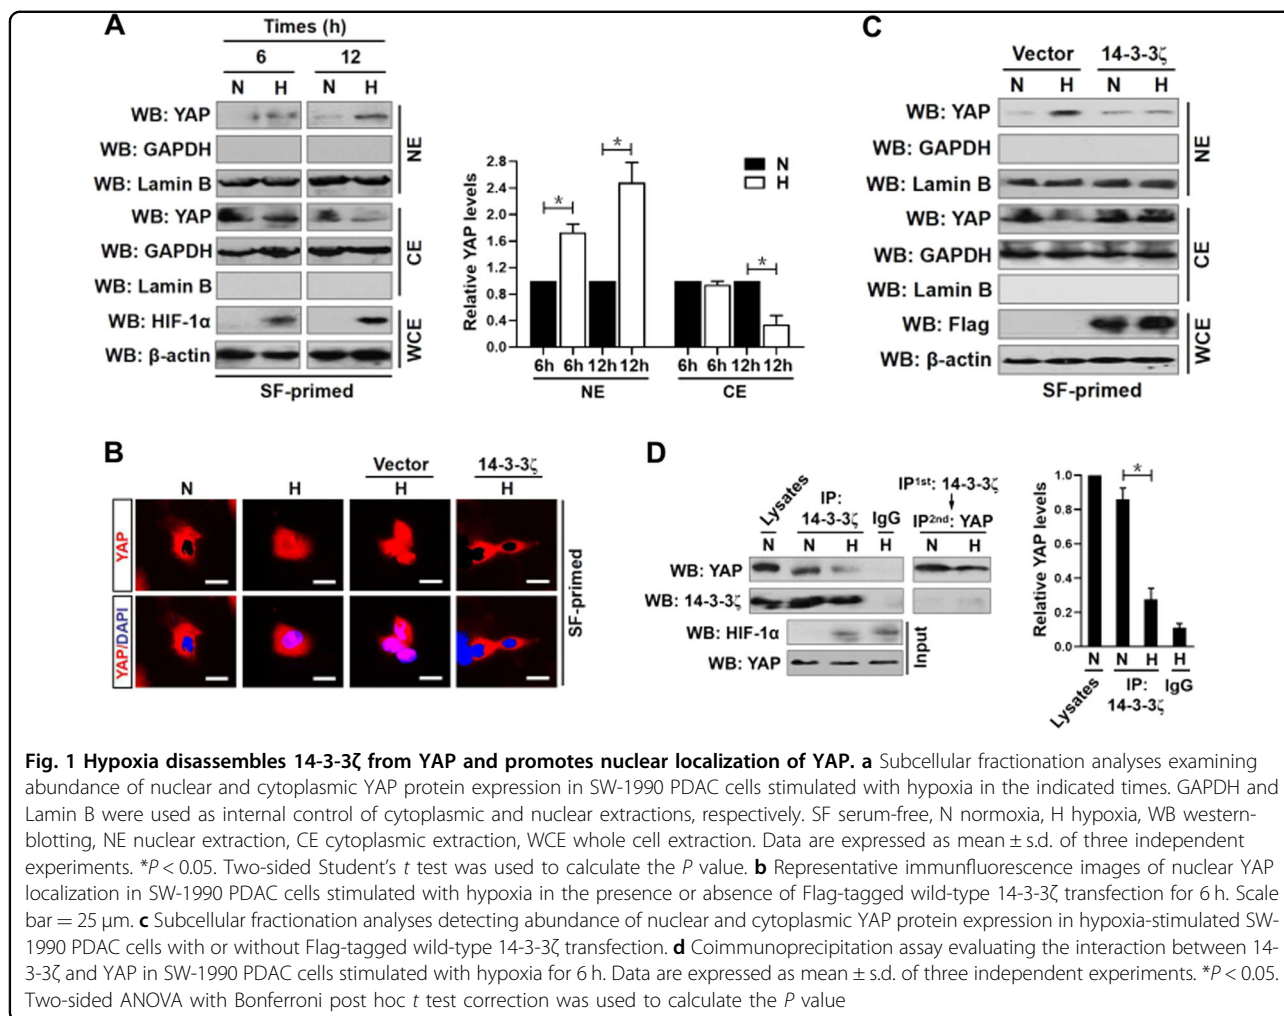 A
Times (h)
6 12
N H N H
WB: YAP
WB: GAPDH
WB: Lamin B
NE
WB: YAP
WB: GAPDH
WB: Lamin B
CE
WB: HIF-1α
WB: β-actin
WCE
SF-primed
Relative YAP levels
2.8
2.4
2.0
1.6
1.2
0.8
0.4
0.0
* * *
N
H
6h 6h 12h 12h 6h 6h 12h 12h
NE CE
C
Vector 14-3-3ζ
N H N H
WB: YAP
WB: GAPDH
WB: Lamin B
NE
WB: YAP
WB: GAPDH
WB: Lamin B
CE
WB: Flag
WB: β-actin
WCE
SF-primed
B
Vector 14-3-3ζ
N H H H
YAP
YAP/DAPI
SF-primed
D
Lysates IP: 14-3-3ζ IgG
N N H H
IP1st: 14-3-3ζ
IP2nd: YAP
N H
WB: YAP
WB: 14-3-3ζ
WB: HIF-1α
WB: YAP
Input
Relative YAP levels
1.0
0.8
0.6
0.4
0.2
0.0
*
N N H H
Lysates IP: 14-3-3ζ IgG
Fig. 1 Hypoxia disassembles 14-3-3ζ from YAP and promotes nuclear localization of YAP. a Subcellular fractionation analyses examining
abundance of nuclear and cytoplasmic YAP protein expression in SW-1990 PDAC cells stimulated with hypoxia in the indicated times. GAPDH and
Lamin B were used as internal control of cytoplasmic and nuclear extractions, respectively. SF serum-free, N normoxia, H hypoxia, WB western-
blotting, NE nuclear extraction, CE cytoplasmic extraction, WCE whole cell extraction. Data are expressed as mean ± s.d. of three independent
experiments. *P < 0.05. Two-sided Student's t test was used to calculate the P value. b Representative immunfluorescence images of nuclear YAP
localization in SW-1990 PDAC cells stimulated with hypoxia in the presence or absence of Flag-tagged wild-type 14-3-3ζ transfection for 6 h. Scale
bar = 25 μm. c Subcellular fractionation analyses detecting abundance of nuclear and cytoplasmic YAP protein expression in hypoxia-stimulated SW-
1990 PDAC cells with or without Flag-tagged wild-type 14-3-3ζ transfection. d Coimmunoprecipitation assay evaluating the interaction between 14-
3-3ζ and YAP in SW-1990 PDAC cells stimulated with hypoxia for 6 h. Data are expressed as mean ± s.d. of three independent experiments. *P < 0.05.
Two-sided ANOVA with Bonferroni post hoc t test correction was used to calculate the P value